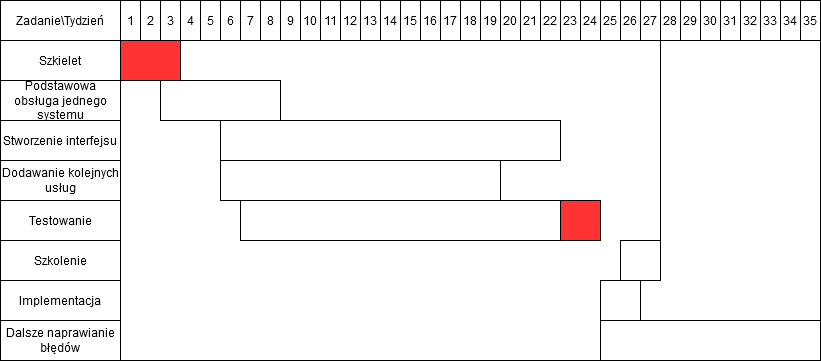 Zadanie\Tydzień 1 2 3 4 5 6 7 8 9 10 11 12 13 14 15 16 17 18 19 20 21 22 23 24 25 26 27 28 29 30 31 32 33 34 35
Szkielet
Podstawowa
obsługa jednego
systemu
Stworzenie interfejsu
Dodawanie kolejnych
usług
Testowanie
Szkolenie
Implementacja
Dalsze naprawianie
błędów